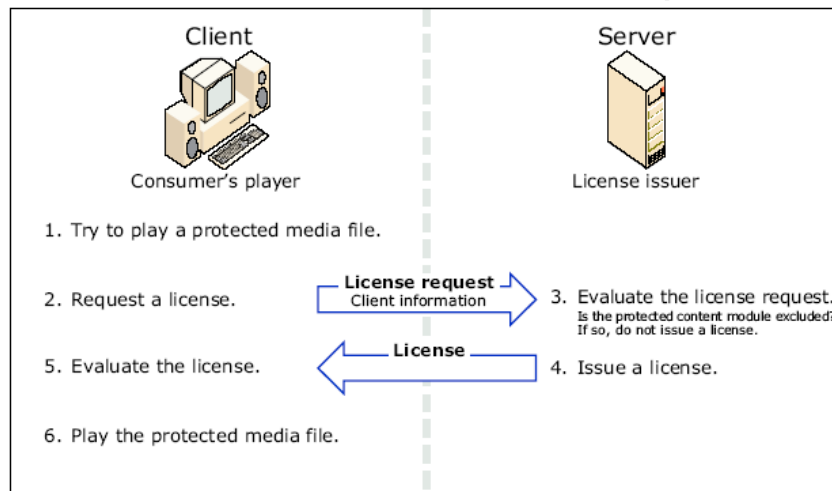 Client
Server
Consumer's player
License issuer
1. Try to play a protected media file.
2. Request a license.
License request
Client information
3. Evaluate the license request.
Is the protected content module excluded?
If so, do not issue a license.
5. Evaluate the license.
License
4. Issue a license.
6. Play the protected media file.